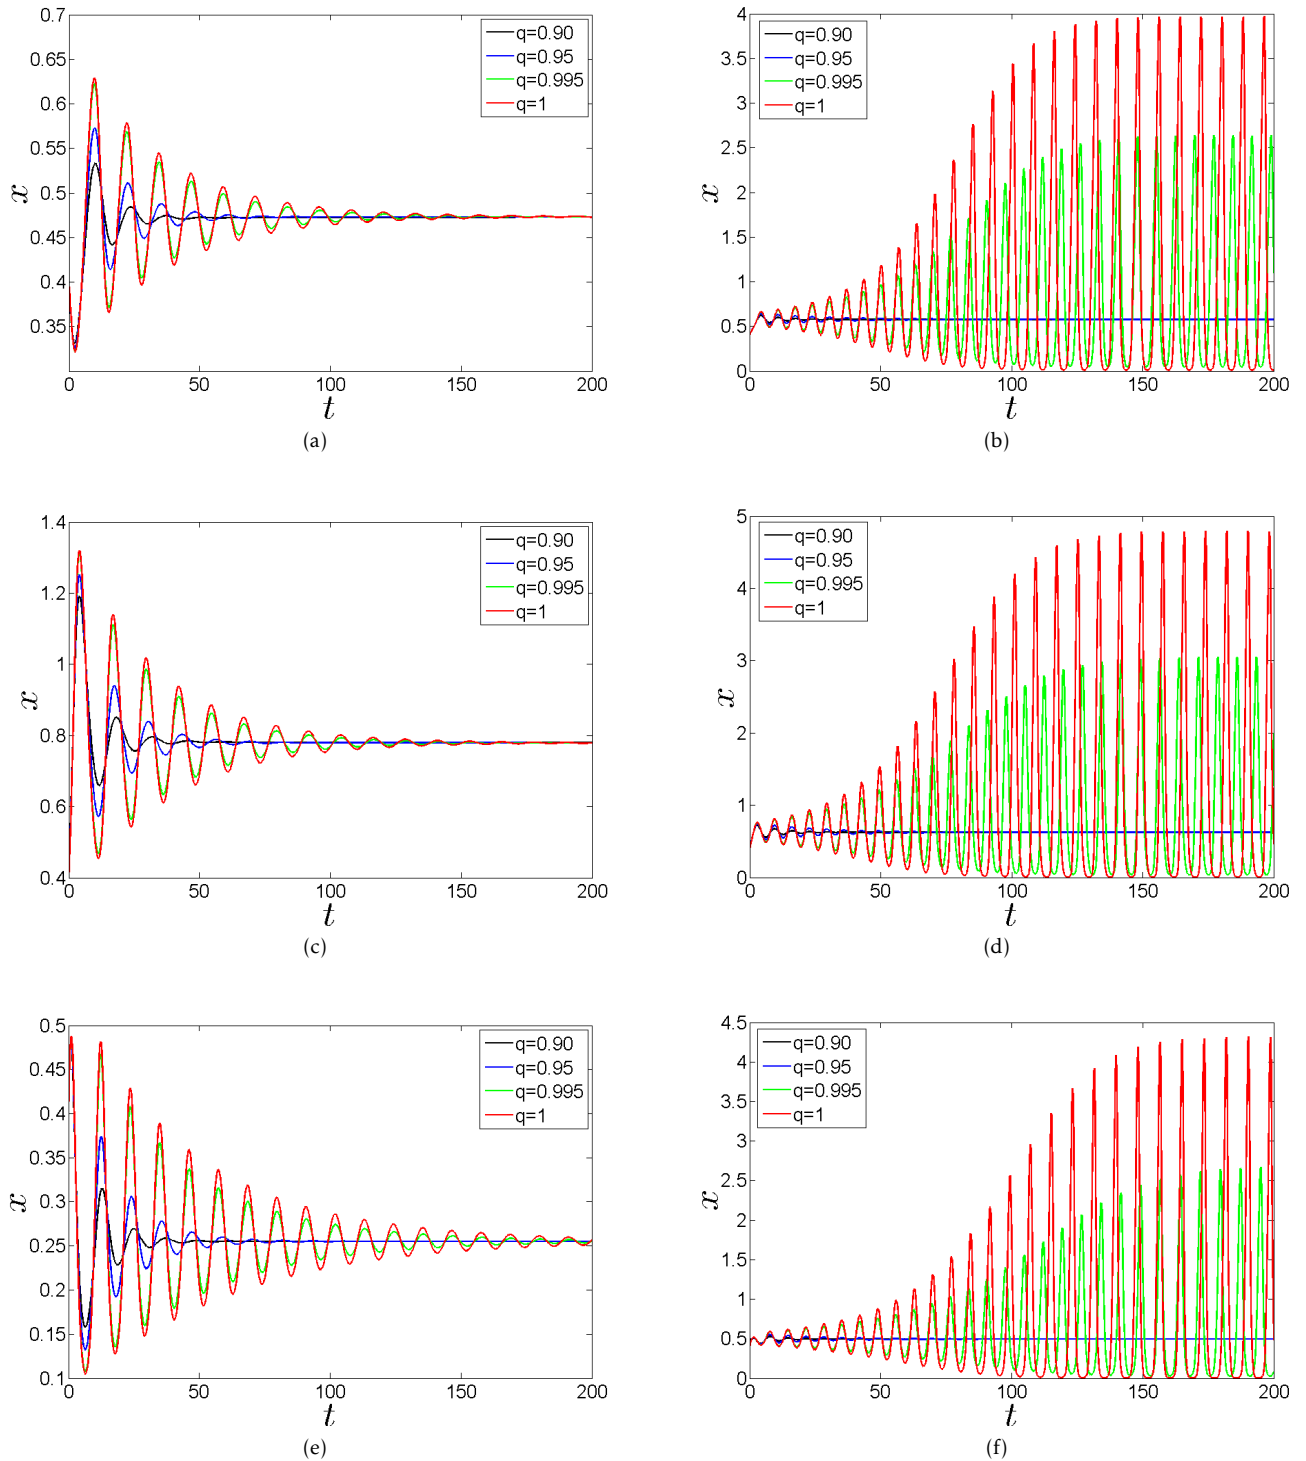 0.7
0.65
0.6
0.55
0.5
0.45
0.4
0.35
x
q=0.90
q=0.95
q=0.995
q=1
0 50 100 150 200
t
(a)
4
3.5
3
2.5
2
1.5
1
0.5
0
x
q=0.90
q=0.95
q=0.995
q=1
0 50 100 150 200
t
(b)
1.4
1.2
1
0.8
0.6
0.4
x
q=0.90
q=0.95
q=0.995
q=1
0 50 100 150 200
t
(c)
5
4
3
2
1
0
x
q=0.90
q=0.95
q=0.995
q=1
0 50 100 150 200
t
(d)
0.5
0.45
0.4
0.35
0.3
0.25
0.2
0.15
0.1
x
q=0.90
q=0.95
q=0.995
q=1
0 50 100 150 200
t
(e)
4.5
4
3.5
3
2.5
2
1.5
1
0.5
0
x
q=0.90
q=0.95
q=0.995
q=1
0 50 100 150 200
t
(f)